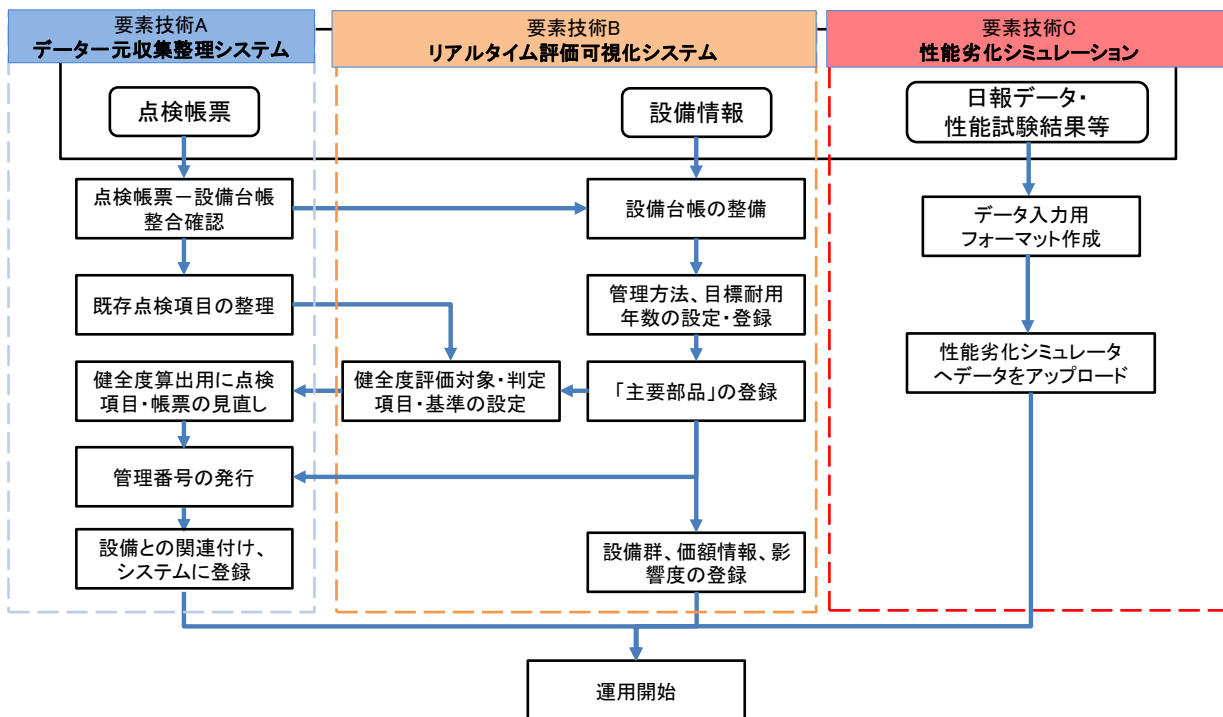 要素技術A
データー元収集整理システム
要素技術B
リアルタイム評価可視化システム
要素技術C
性能劣化シミュレーション
点検帳票
設備情報
日報データ・
性能試験結果等
点検帳票－設備台帳
整合確認
設備台帳の整備
データ入力用
フォーマット作成
既存点検項目の整理
管理方法、目標耐用
年数の設定・登録
健全度算出用に点検
項目・帳票の見直し
健全度評価対象・判定
項目・基準の設定
「主要部品」の登録
性能劣化シミュレータ
へデータをアップロード
管理番号の発行
設備との関連付け、
システムに登録
設備群、価額情報、影
響度の登録
運用開始